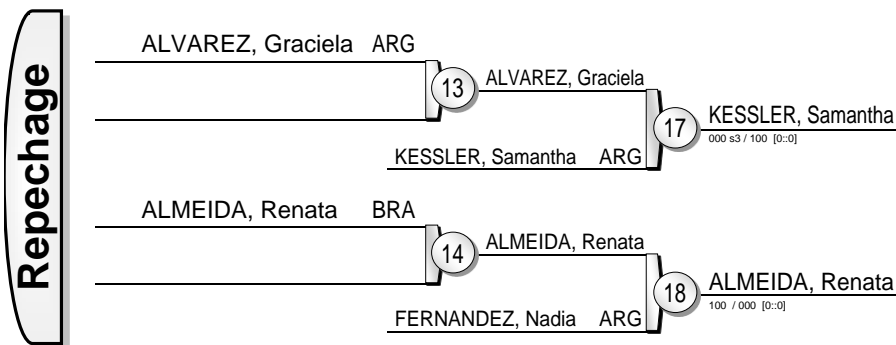 Repechage
ALVAREZ, Graciela ARG
13
ALVAREZ, Graciela
17
KESSLER, Samantha
000 s3 / 100 [0::0]
KESSLER, Samantha ARG
ALMEIDA, Renata BRA
14
ALMEIDA, Renata
18
ALMEIDA, Renata
100 / 000 [0::0]
FERNANDEZ, Nadia ARG